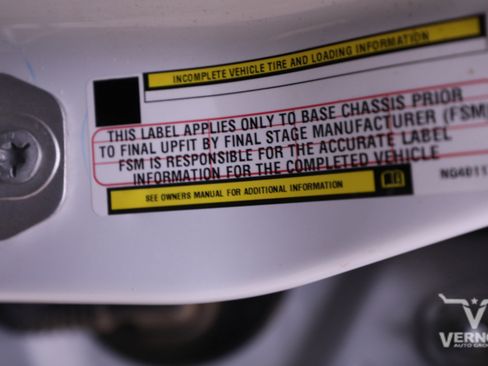 INCOMPLETE VEHICLE TIRE AND LOADING INFORMATION
THIS LABEL APPLIES ONLY TO BASE CHASSIS PRIOR
TO FINAL UPFIT BY FINAL STAGE MANUFACTURER (FSM)
FSM IS RESPONSIBLE FOR THE ACCURATE LABEL
INFORMATION FOR THE COMPLETED VEHICLE
SEE OWNERS MANUAL FOR ADDITIONAL INFORMATION
AUTO GROUP